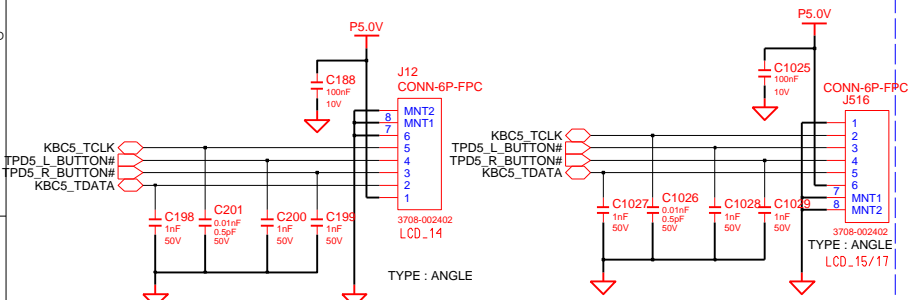 P5.0V
C188
100nF
10V
J12
CONN-6P-FPC
MNT2
8 MNT1
7 6
5
4
3
2
1
KBC5_TCLK
TPD5_L_BUTTON#
TPD5_R_BUTTON#
KBC5_TDATA
C198
1nF
50V
C201
0.01nF
0.5pF
50V
C200
1nF
50V
C199
1nF
50V
3708-002402
LCD_14
TYPE : ANGLE
P5.0V
C1025
100nF
10V
CONN-6P-FPC
J516
1
2
3
4
5
6
7 MNT1
8 MNT2
KBC5_TCLK
TPD5_L_BUTTON#
TPD5_R_BUTTON#
KBC5_TDATA
C1027
1nF
50V
C1026
0.01nF
0.5pF
50V
C1028
1nF
50V
C1029
1nF
50V
3708-002402
TYPE : ANGLE
LCD_15/17